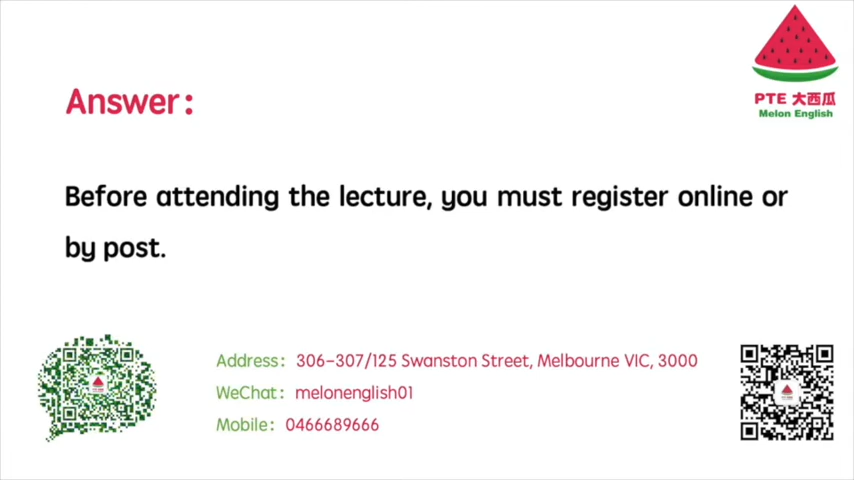 PTE 大西瓜
Melon English
Answer：
Before attending the lecture, you must register online or
by post.
Address： 306-307/125 Swanston Street, Melbourne VIC, 3000
WeChat： melonenglish01
Mobile： 0466689666